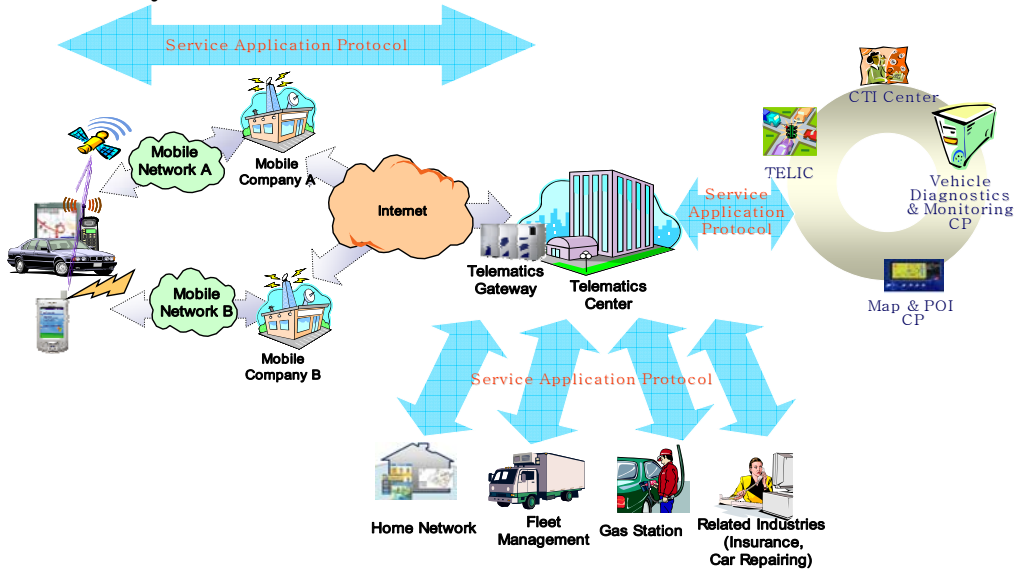 Service Application Protocol
Mobile
Network A
Mobile
Company A
Internet
Mobile
Network B
Mobile
Company B
Telematics
Gateway
Telematics
Center
Service
Application
Protocol
CTI Center
TELIC
Vehicle
Diagnostics
& Monitoring
CP
Map & POI
CP
Service Application Protocol
Home Network
Fleet
Management
Gas Station
Related Industries
(Insurance,
Car Repairing)